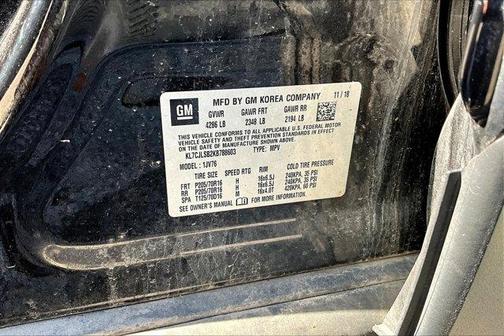 GM
MFD BY GM KOREA COMPANY
11/18
GVWR GAWR FRT GAWR RR
4296 LB 2348 LB 2194 LB
THIS VEHICLE CONFORMS TO ALL APPLICABLE U.S. FEDERAL MOTOR
VEHICLE SAFETY, BUMPER, AND THEFT PREVENTION STANDARDS IN
EFFECT ON THE DATE OF MANUFACTURE SHOWN ABOVE.
KL7CJLSB2KB788603 TYPE: MPV
MODEL: 1JV76
TIRE SIZE SPEED RTG RIM COLD TIRE PRESSURE
FRT P205/70R16 H 16x6.5J 240KPA, 35 PSI
RR P205/70R16 H 16x6.5J 240KPA, 35 PSI
SPA T125/70D16 M 16x4.0T 420KPA, 60 PSI
SEE OWNER'S MANUAL FOR MORE INFORMATION.